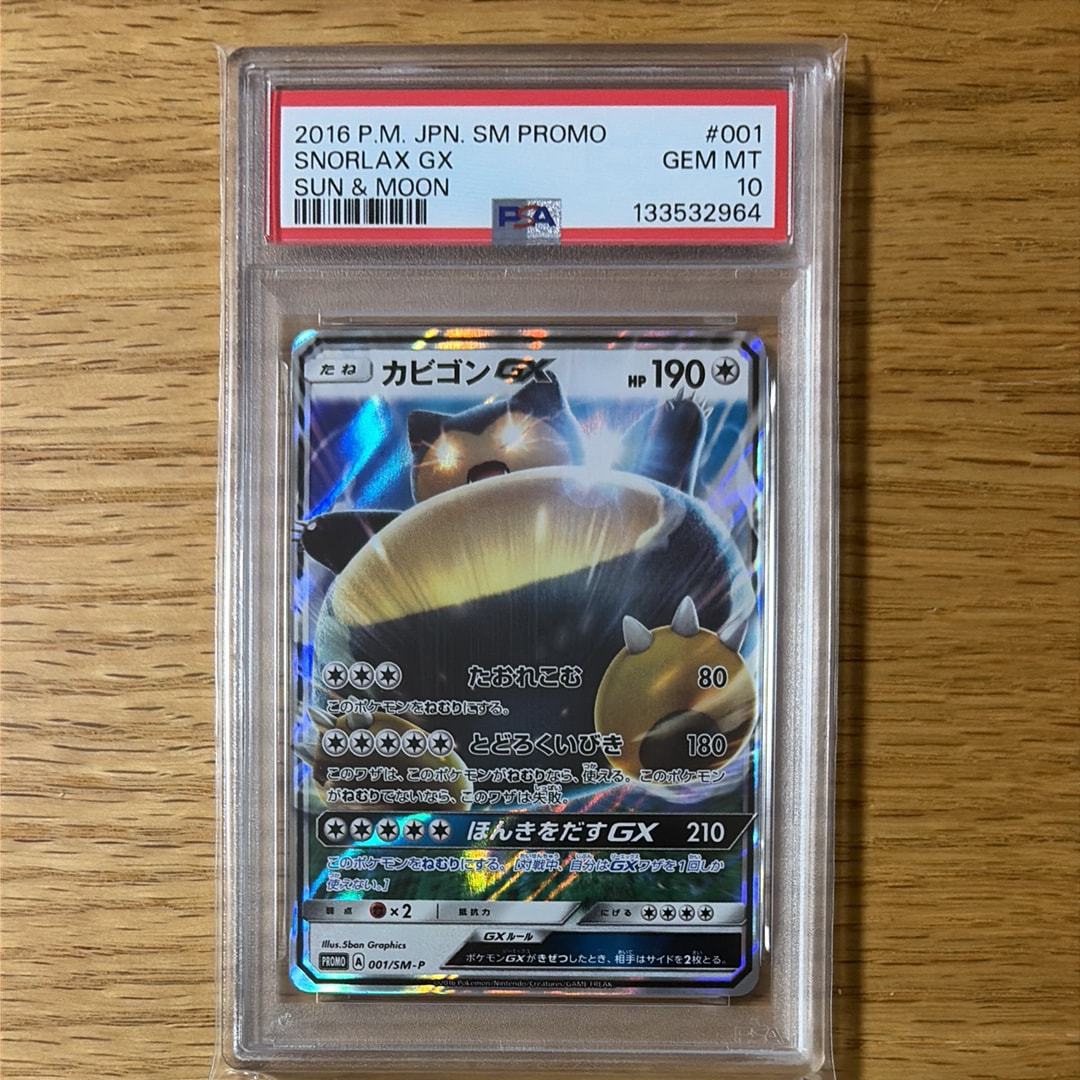 2016 P.M. JPN. SM PROMO #001
SNORLAX GX GEM MT
SUN & MOON 10
PSA 133532964
たね カビゴンGX HP 190
たおれこむ 80
このポケモンをねむりにする。
とどろくいびき 180
このワザは、このポケモンがねむりなら、使える。このポケモン
がねむりでないなら、このワザは失敗。
ほんきをだすGX 210
このポケモンをねむりにする。[対戦中、自分はGXワザを1回しか
使えない。]
弱点 ×2 抵抗力 にげる
Illus.5ban Graphics GXルール
PROMO A 001/SM-P ポケモンGXがきぜつしたとき、相手はサイドを2枚とる。
©2016 Pokémon/Nintendo/Creatures/GAME FREAK
PSA